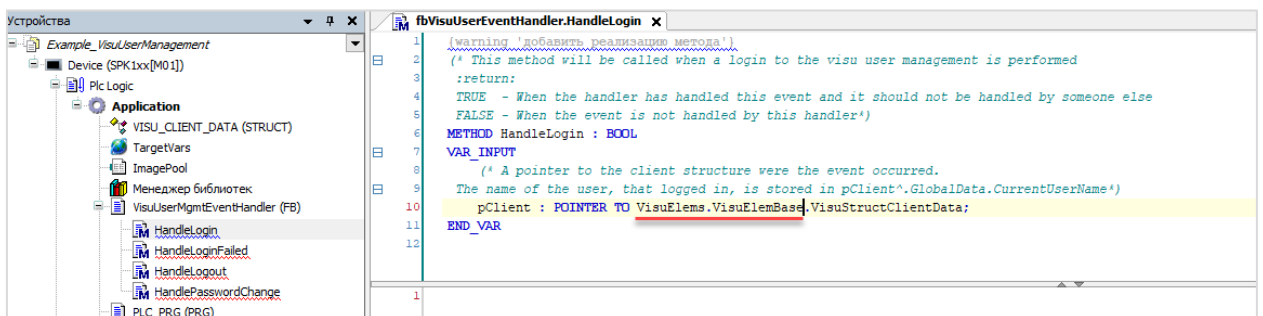 Устройства
Example_VisuUserManagement
Device (SPK1xx[M01])
Plc Logic
Application
VISU_CLIENT_DATA (STRUCT)
TargetVars
ImagePool
Менеджер библиотек
VisuUserMgmtEventHandler (FB)
HandleLogin
HandleLoginFailed
HandleLogout
HandlePasswordChange
PLC_PRG (PRG)
fbVisuUserEventHandler.HandleLogin
1 {warning 'добавить реализацию метода'}
2 (* This method will be called when a login to the visu user management is performed
3 :return:
4 TRUE - When the handler has handled this event and it should not be handled by someone else
5 FALSE - When the event is not handled by this handler*)
6 METHOD HandleLogin : BOOL
7 VAR_INPUT
8 (* A pointer to the client structure were the event occurred.
9 The name of the user, that logged in, is stored in pClient^.GlobalData.CurrentUserName*)
10 pClient : POINTER TO VisuElems.VisuElemBase.VisuStructClientData;
11 END_VAR
12
1